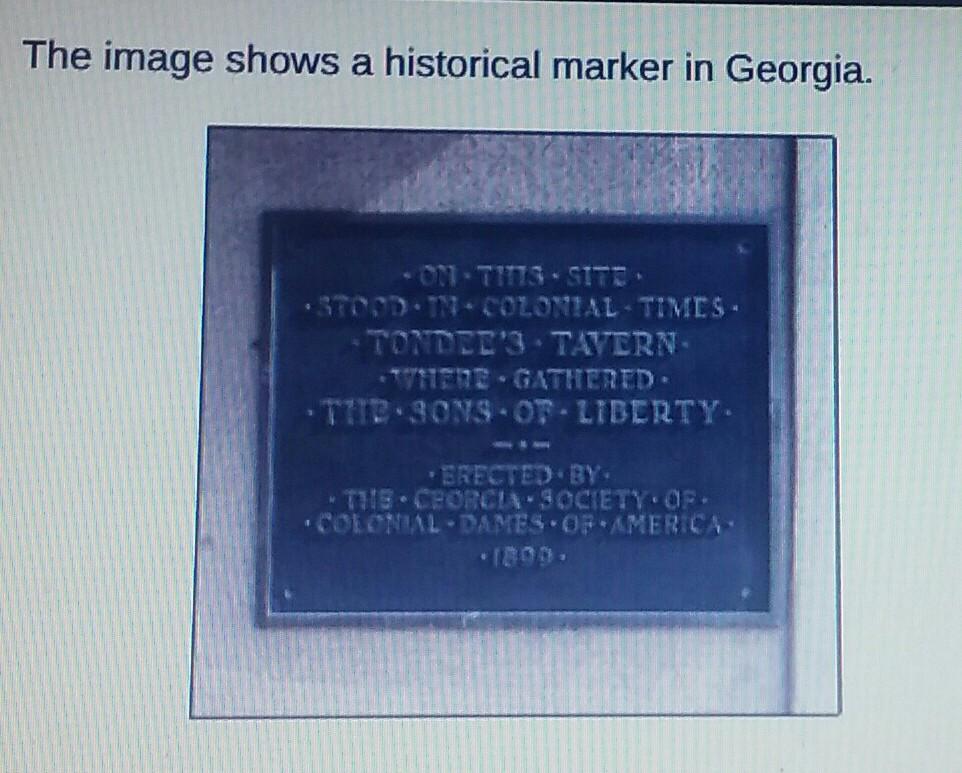 The image shows a historical marker in Georgia.
· ON · THIS · SITE ·
· STOOD · IN · COLONIAL · TIMES ·
· TONDEE'S · TAVERN ·
· WHERE · GATHERED ·
· THE · SONS · OF · LIBERTY ·
— · —
· ERECTED · BY ·
· THE · GEORGIA · SOCIETY · OF ·
· COLONIAL · DAMES · OF · AMERICA ·
· 1899 ·